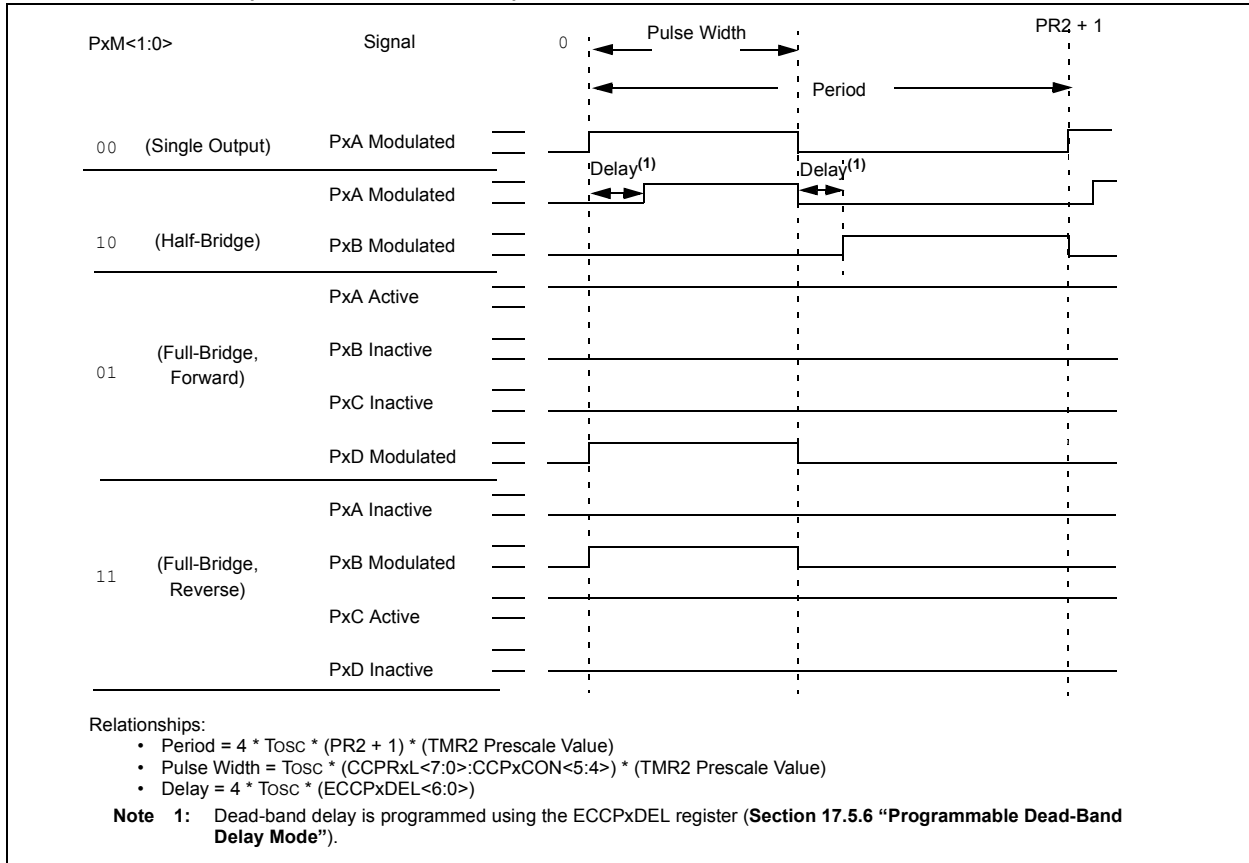 PxM<1:0> Signal 0 Pulse Width PR2 + 1
Period
00 (Single Output) PxA Modulated
Delay(1) Delay(1)
PxA Modulated
10 (Half-Bridge) PxB Modulated
PxA Active
(Full-Bridge, Forward) PxB Inactive
01
PxC Inactive
PxD Modulated
PxA Inactive
(Full-Bridge, Reverse) PxB Modulated
11
PxC Active
PxD Inactive
Relationships:
• Period = 4 * TOSC * (PR2 + 1) * (TMR2 Prescale Value)
• Pulse Width = TOSC * (CCPRxL<7:0>:CCPxCON<5:4>) * (TMR2 Prescale Value)
• Delay = 4 * TOSC * (ECCPxDEL<6:0>)
Note 1: Dead-band delay is programmed using the ECCPxDEL register (Section 17.5.6 “Programmable Dead-Band
Delay Mode”).